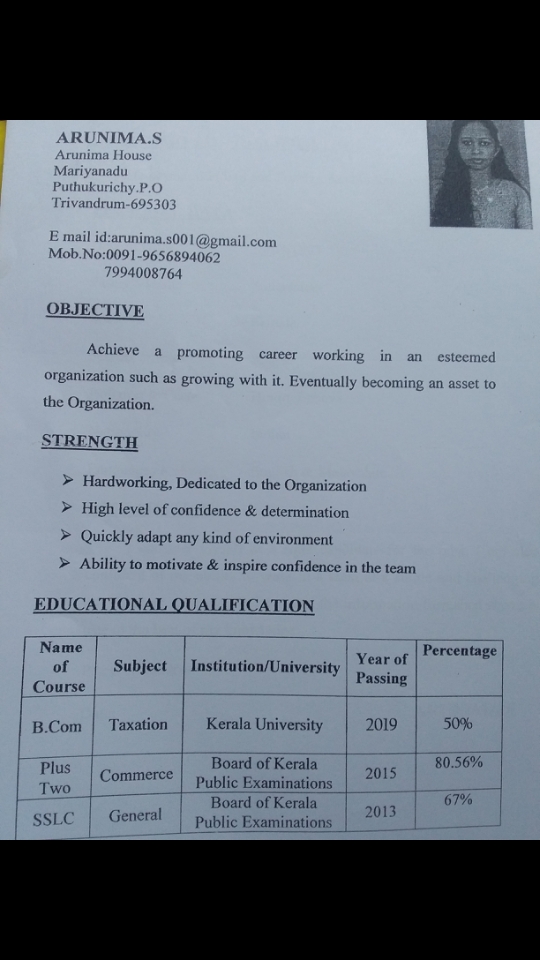 ARUNIMA.S
Arunima House
Mariyanadu
Puthukurichy.P.O
Trivandrum-695303
E mail id:arunima.s001@gmail.com
Mob.No:0091-9656894062
7994008764
OBJECTIVE
Achieve a promoting career working in an esteemed
organization such as growing with it. Eventually becoming an asset to
the Organization.
STRENGTH
➢ Hardworking, Dedicated to the Organization
➢ High level of confidence & determination
➢ Quickly adapt any kind of environment
➢ Ability to motivate & inspire confidence in the team
EDUCATIONAL QUALIFICATION
Name of Course | Subject | Institution/University | Year of Passing | Percentage
B.Com | Taxation | Kerala University | 2019 | 50%
Plus Two | Commerce | Board of Kerala Public Examinations | 2015 | 80.56%
SSLC | General | Board of Kerala Public Examinations | 2013 | 67%